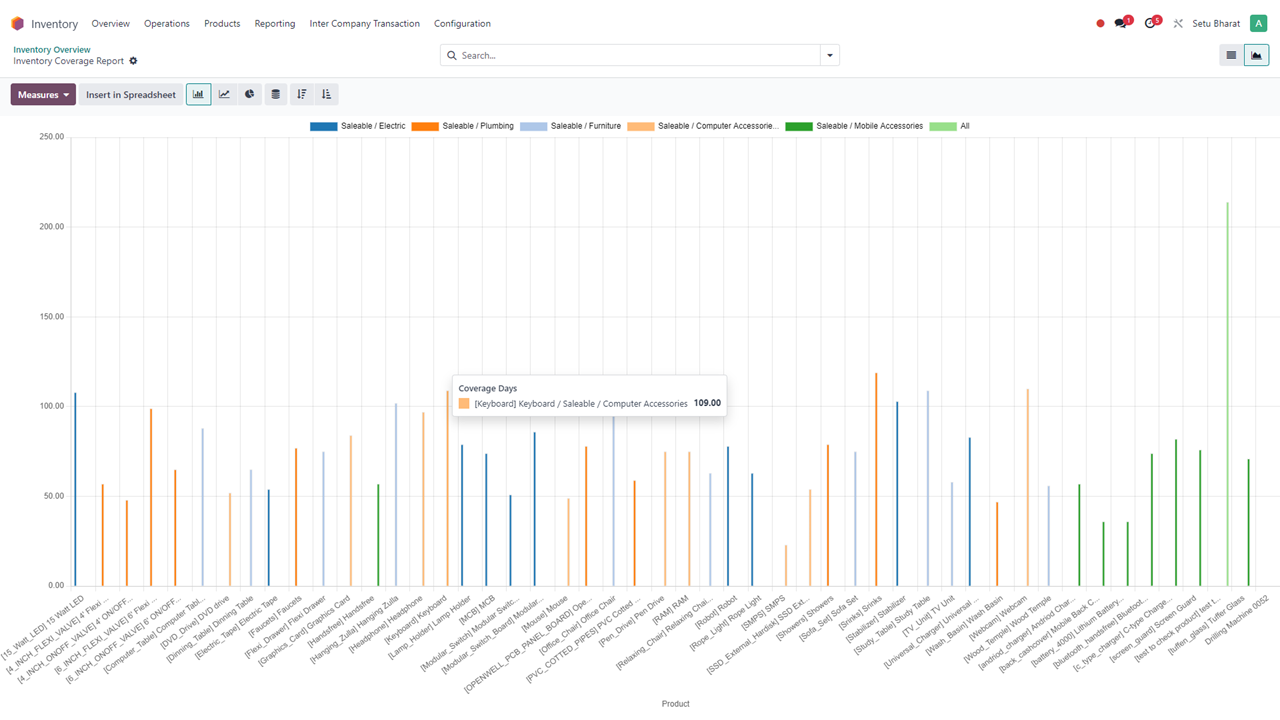 Inventory Overview Operations Products Reporting Inter Company Transaction Configuration 1 5 Setu Bharat A
Inventory Overview
Inventory Coverage Report
Search...
Measures Insert in Spreadsheet
Saleable / Electric Saleable / Plumbing Saleable / Furniture Saleable / Computer Accessorie... Saleable / Mobile Accessories All
250.00
200.00
150.00
100.00
50.00
0.00
Coverage Days
[Keyboard] Keyboard / Saleable / Computer Accessories 109.00
[15_Watt_LED] 15 Watt LED
[4_INCH_FLEXI_VALVE] 4' Flexi ...
[4_INCH_ONOFF_VALVE] 4' ON/OFF...
[6_INCH_FLEXI_VALVE] 6' Flexi ...
[6_INCH_ONOFF_VALVE] 6' ON/OFF...
[Computer_Table] Computer Tabl...
[DVD_Drive] DVD drive
[Dinning_Table] Dinning Table
[Electric_Tape] Electric Tape
[Faucets] Faucets
[Flexi_Drawer] Flexi Drawer
[Graphics_Card] Graphics Card
[Handsfree] Handsfree
[Hanging_Zulla] Hanging Zulla
[Headphone] Headphone
[Keyboard] Keyboard
[Lamp_Holder] Lamp Holder
[MCB] MCB
[Modular_Switch] Modular Switc...
[Modular_Switch_Board] Modular...
[Mouse] Mouse
[OPENWELL_PCB_PANEL_BOARD] Ope...
[Office_Chair] Office Chair
[PVC_COTTED_PIPES] PVC Cotted ...
[Pen_Drive] Pen Drive
[RAM] RAM
[Relaxing_Chair] Relaxing Chai...
[Robot] Robot
[Rope_Light] Rope Light
[SMPS] SMPS
[SSD_External_Hardisk] SSD Ext...
[Showers] Showers
[Sofa_Set] Sofa Set
[Srinks] Srinks
[Stabilizer] Stabilizer
[Study_Table] Study Table
[TV_Unit] TV Unit
[Universal_Charger] Universal ...
[Wash_Basin] Wash Basin
[Webcam] Webcam
[Wood_Temple] Wood Temple
[andriod_charger] Andriod Char...
[back_cashcover] Mobile Back C...
[battery_4000] Lithium Battery...
[bluetooth_handsfree] Bluetoot...
[c_type_charger] C-type Charge...
[screen_guard] Screen Guard
[test to check product] test t...
[tuffen_glass] Tuffer Glass
Drilling Machine 0052
Product